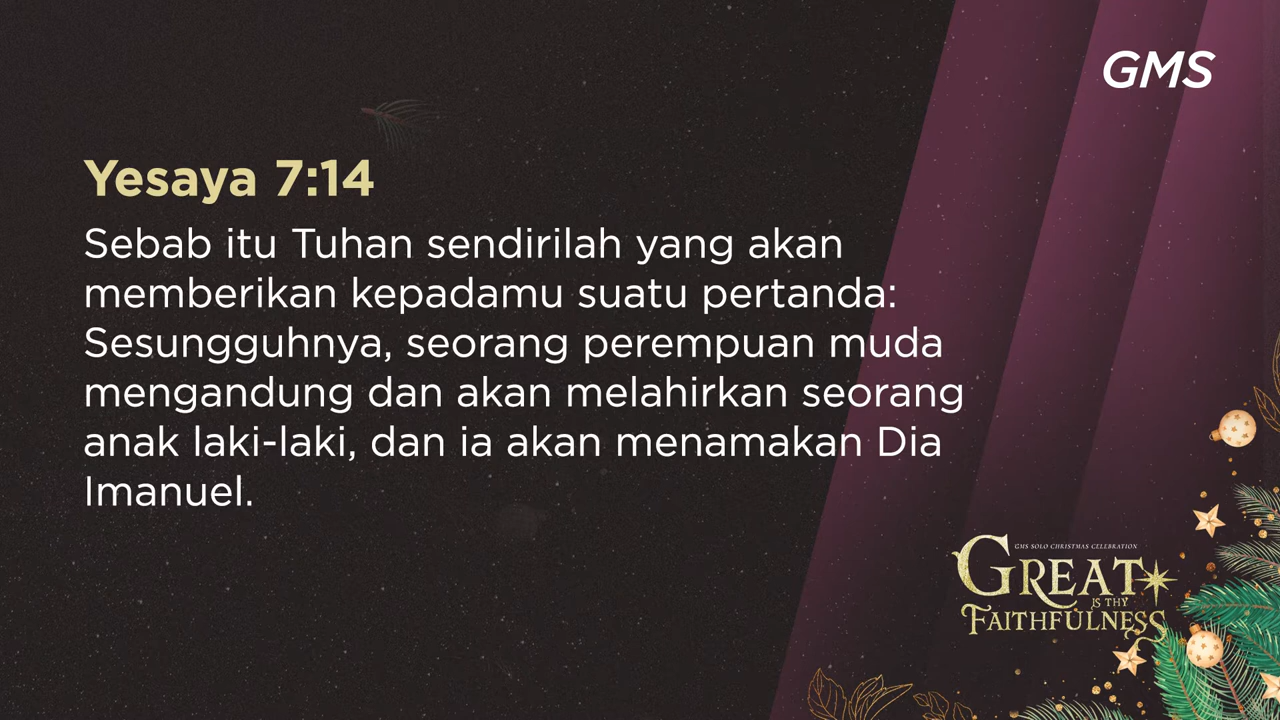 GMS
Yesaya 7:14
Sebab itu Tuhan sendirilah yang akan
memberikan kepadamu suatu pertanda:
Sesungguhnya, seorang perempuan muda
mengandung dan akan melahirkan seorang
anak laki-laki, dan ia akan menamakan Dia
Imanuel.
GMS SOLO CHRISTMAS CELEBRATION
GREAT
IS THY
FAITHFULNESS